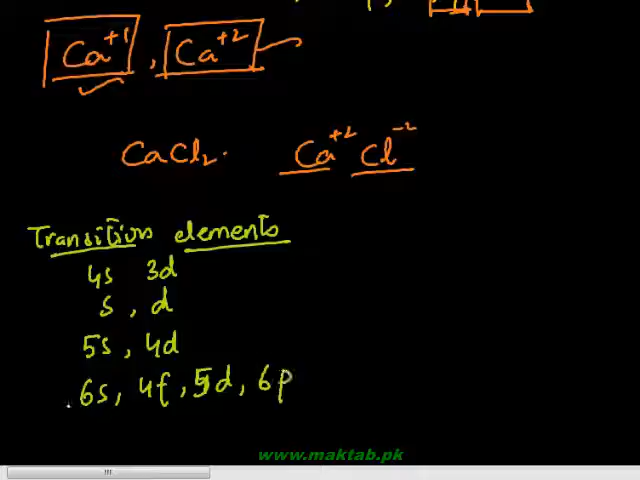 Ca+1 , Ca+2
CaCl2. Ca+2 Cl-2
Transition elements
4s 3d
s , d
5s , 4d
6s, 4f, 5d, 6p
www.maktab.pk